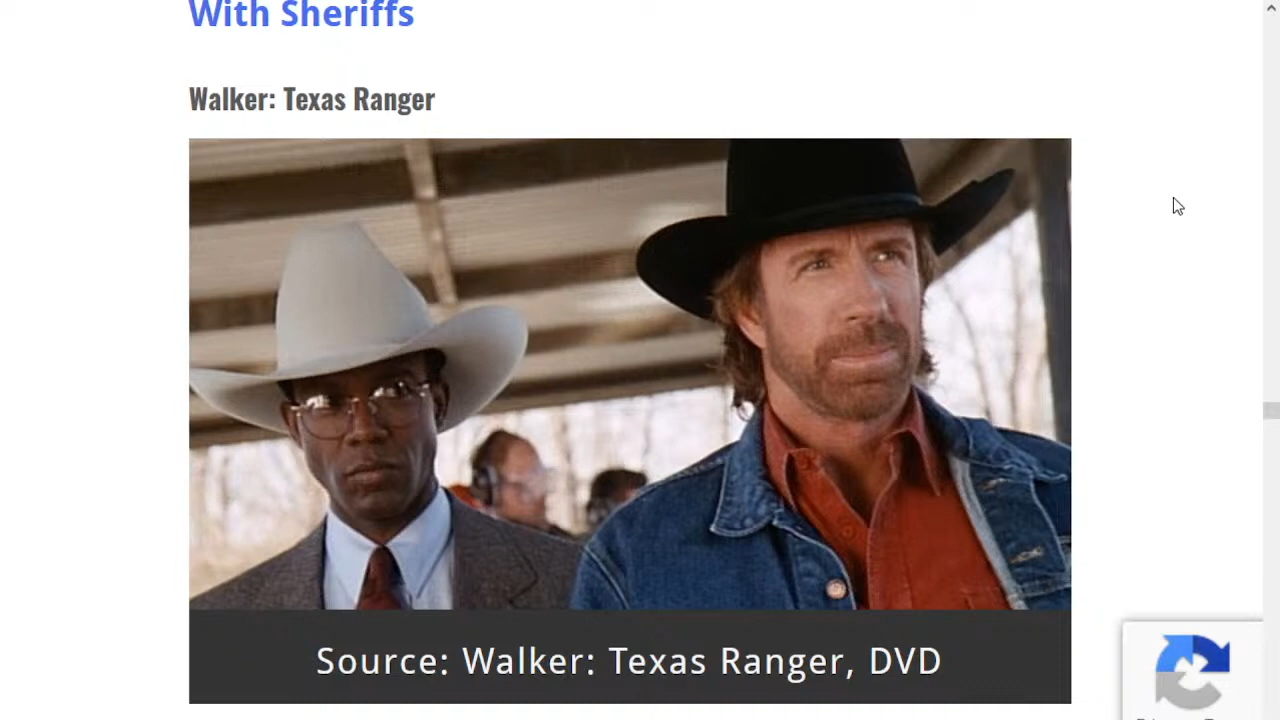 With Sheriffs
Walker: Texas Ranger
Source: Walker: Texas Ranger, DVD